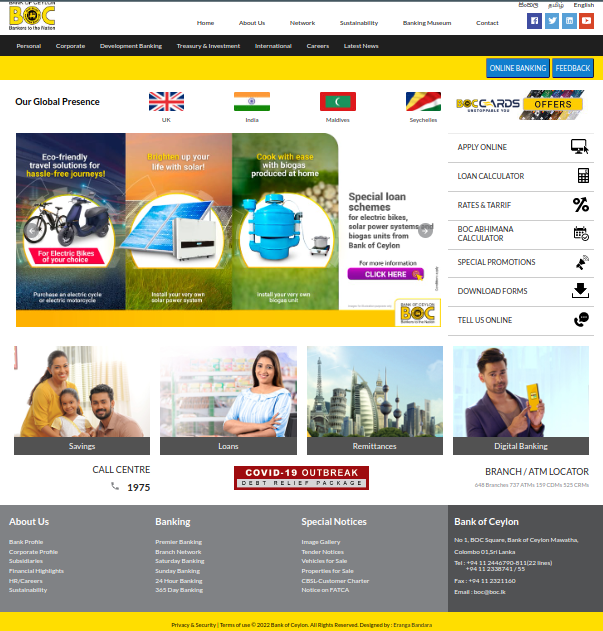 BANK OF CEYLON
BOC
Bankers to the Nation
සිංහල தமிழ் English
Home About Us Network Sustainability Banking Museum Contact
Personal Corporate Development Banking Treasury & Investment International Careers Latest News
ONLINE BANKING FEEDBACK
Our Global Presence
UK India Maldives Seychelles
BOC CARDS
UNSTOPPABLE YOU
OFFERS
Eco-friendly
travel solutions for
hassle-free journeys!
For Electric Bikes
of your choice
Purchase an electric cycle
or electric motorcycle
Brighten up your
life with solar!
Install your very own
solar power system
Cook with ease
with biogas
produced at home
Install your very own
biogas unit
Special loan
schemes
for electric bikes,
solar power systems and
biogas units from
Bank of Ceylon
For more information
CLICK HERE
BANK OF CEYLON
BOC
Bankers to the Nation
APPLY ONLINE
LOAN CALCULATOR
RATES & TARRIF
BOC ABHIMANA
CALCULATOR
SPECIAL PROMOTIONS
DOWNLOAD FORMS
TELL US ONLINE
Savings Loans Remittances Digital Banking
CALL CENTRE
1975
COVID-19 OUTBREAK
DEBT RELIEF PACKAGE
BRANCH / ATM LOCATOR
648 Branches 737 ATMs 159 CDMs 525 CRMs
About Us
Bank Profile
Corporate Profile
Subsidiaries
Financial Highlights
HR/Careers
Sustainability
Banking
Premier Banking
Branch Network
Saturday Banking
Sunday Banking
24 Hour Banking
365 Day Banking
Special Notices
Image Gallery
Tender Notices
Vehicles for Sale
Properties for Sale
CBSL-Customer Charter
Notice on FATCA
Bank of Ceylon
No 1, BOC Square, Bank of Ceylon Mawatha,
Colombo 01,Sri Lanka
Tel : +94 11 2446790-811(22 lines)
+94 11 2338741 / 55
Fax : +94 11 2321160
Email : boc@boc.lk
Privacy & Security | Terms of use © 2022 Bank of Ceylon. All Rights Reserved. Designed by : Eranga Bandara